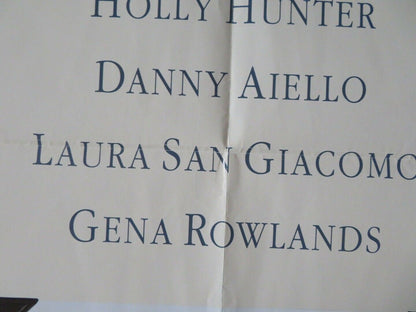 HOLLY HUNTER
DANNY AIELLO
LAURA SAN GIACOMO
GENA ROWLANDS